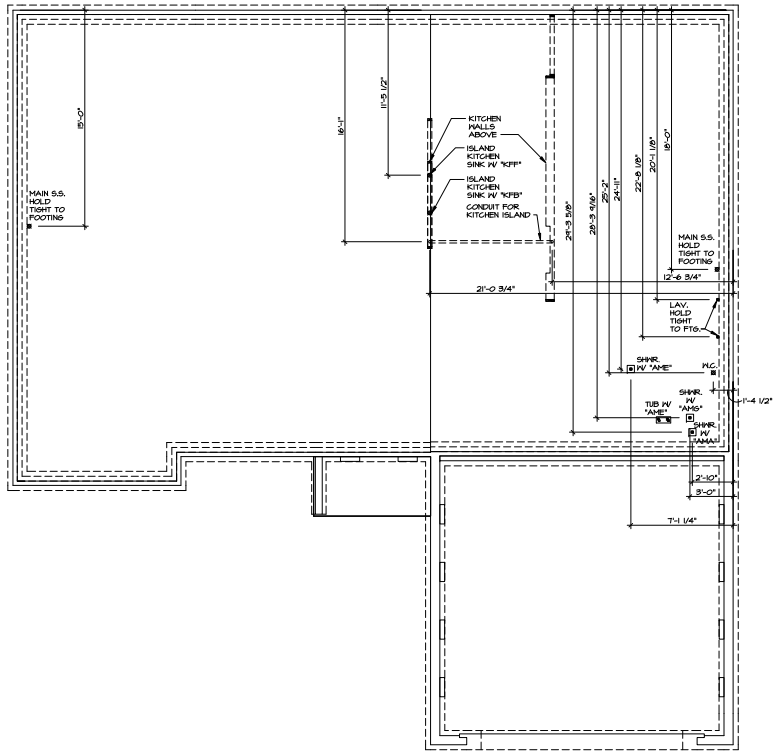 15'-0"
16'-1"
11'-5 1/2"
KITCHEN
WALLS
ABOVE
ISLAND
KITCHEN
SINK W/ "KFF"
ISLAND
KITCHEN
SINK W/ "KFB"
CONDUIT FOR
KITCHEN ISLAND
MAIN S.S.
HOLD
TIGHT TO
FOOTING
29'-3 5/8"
28'-3 9/16"
25'-2"
24'-11"
22'-8 1/8"
20'-1 1/8"
18'-0"
MAIN S.S.
HOLD
TIGHT TO
FOOTING
12'-6 3/4"
21'-0 3/4"
LAV.
HOLD
TIGHT
TO FTG.
SHWR.
W/ "AME"
W.C.
1'-4 1/2"
TUB W/
"AME"
SHWR.
W/
"AMG"
SHWR.
W/
"AMA"
2'-10"
3'-0"
7'-1 1/4"